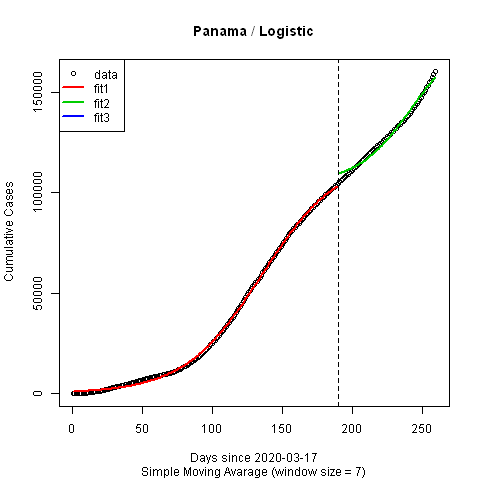 Panama / Logistic
data
fit1
fit2
fit3
Cumulative Cases
150000
100000
50000
0
0 50 100 150 200 250
Days since 2020-03-17
Simple Moving Avarage (window size = 7)